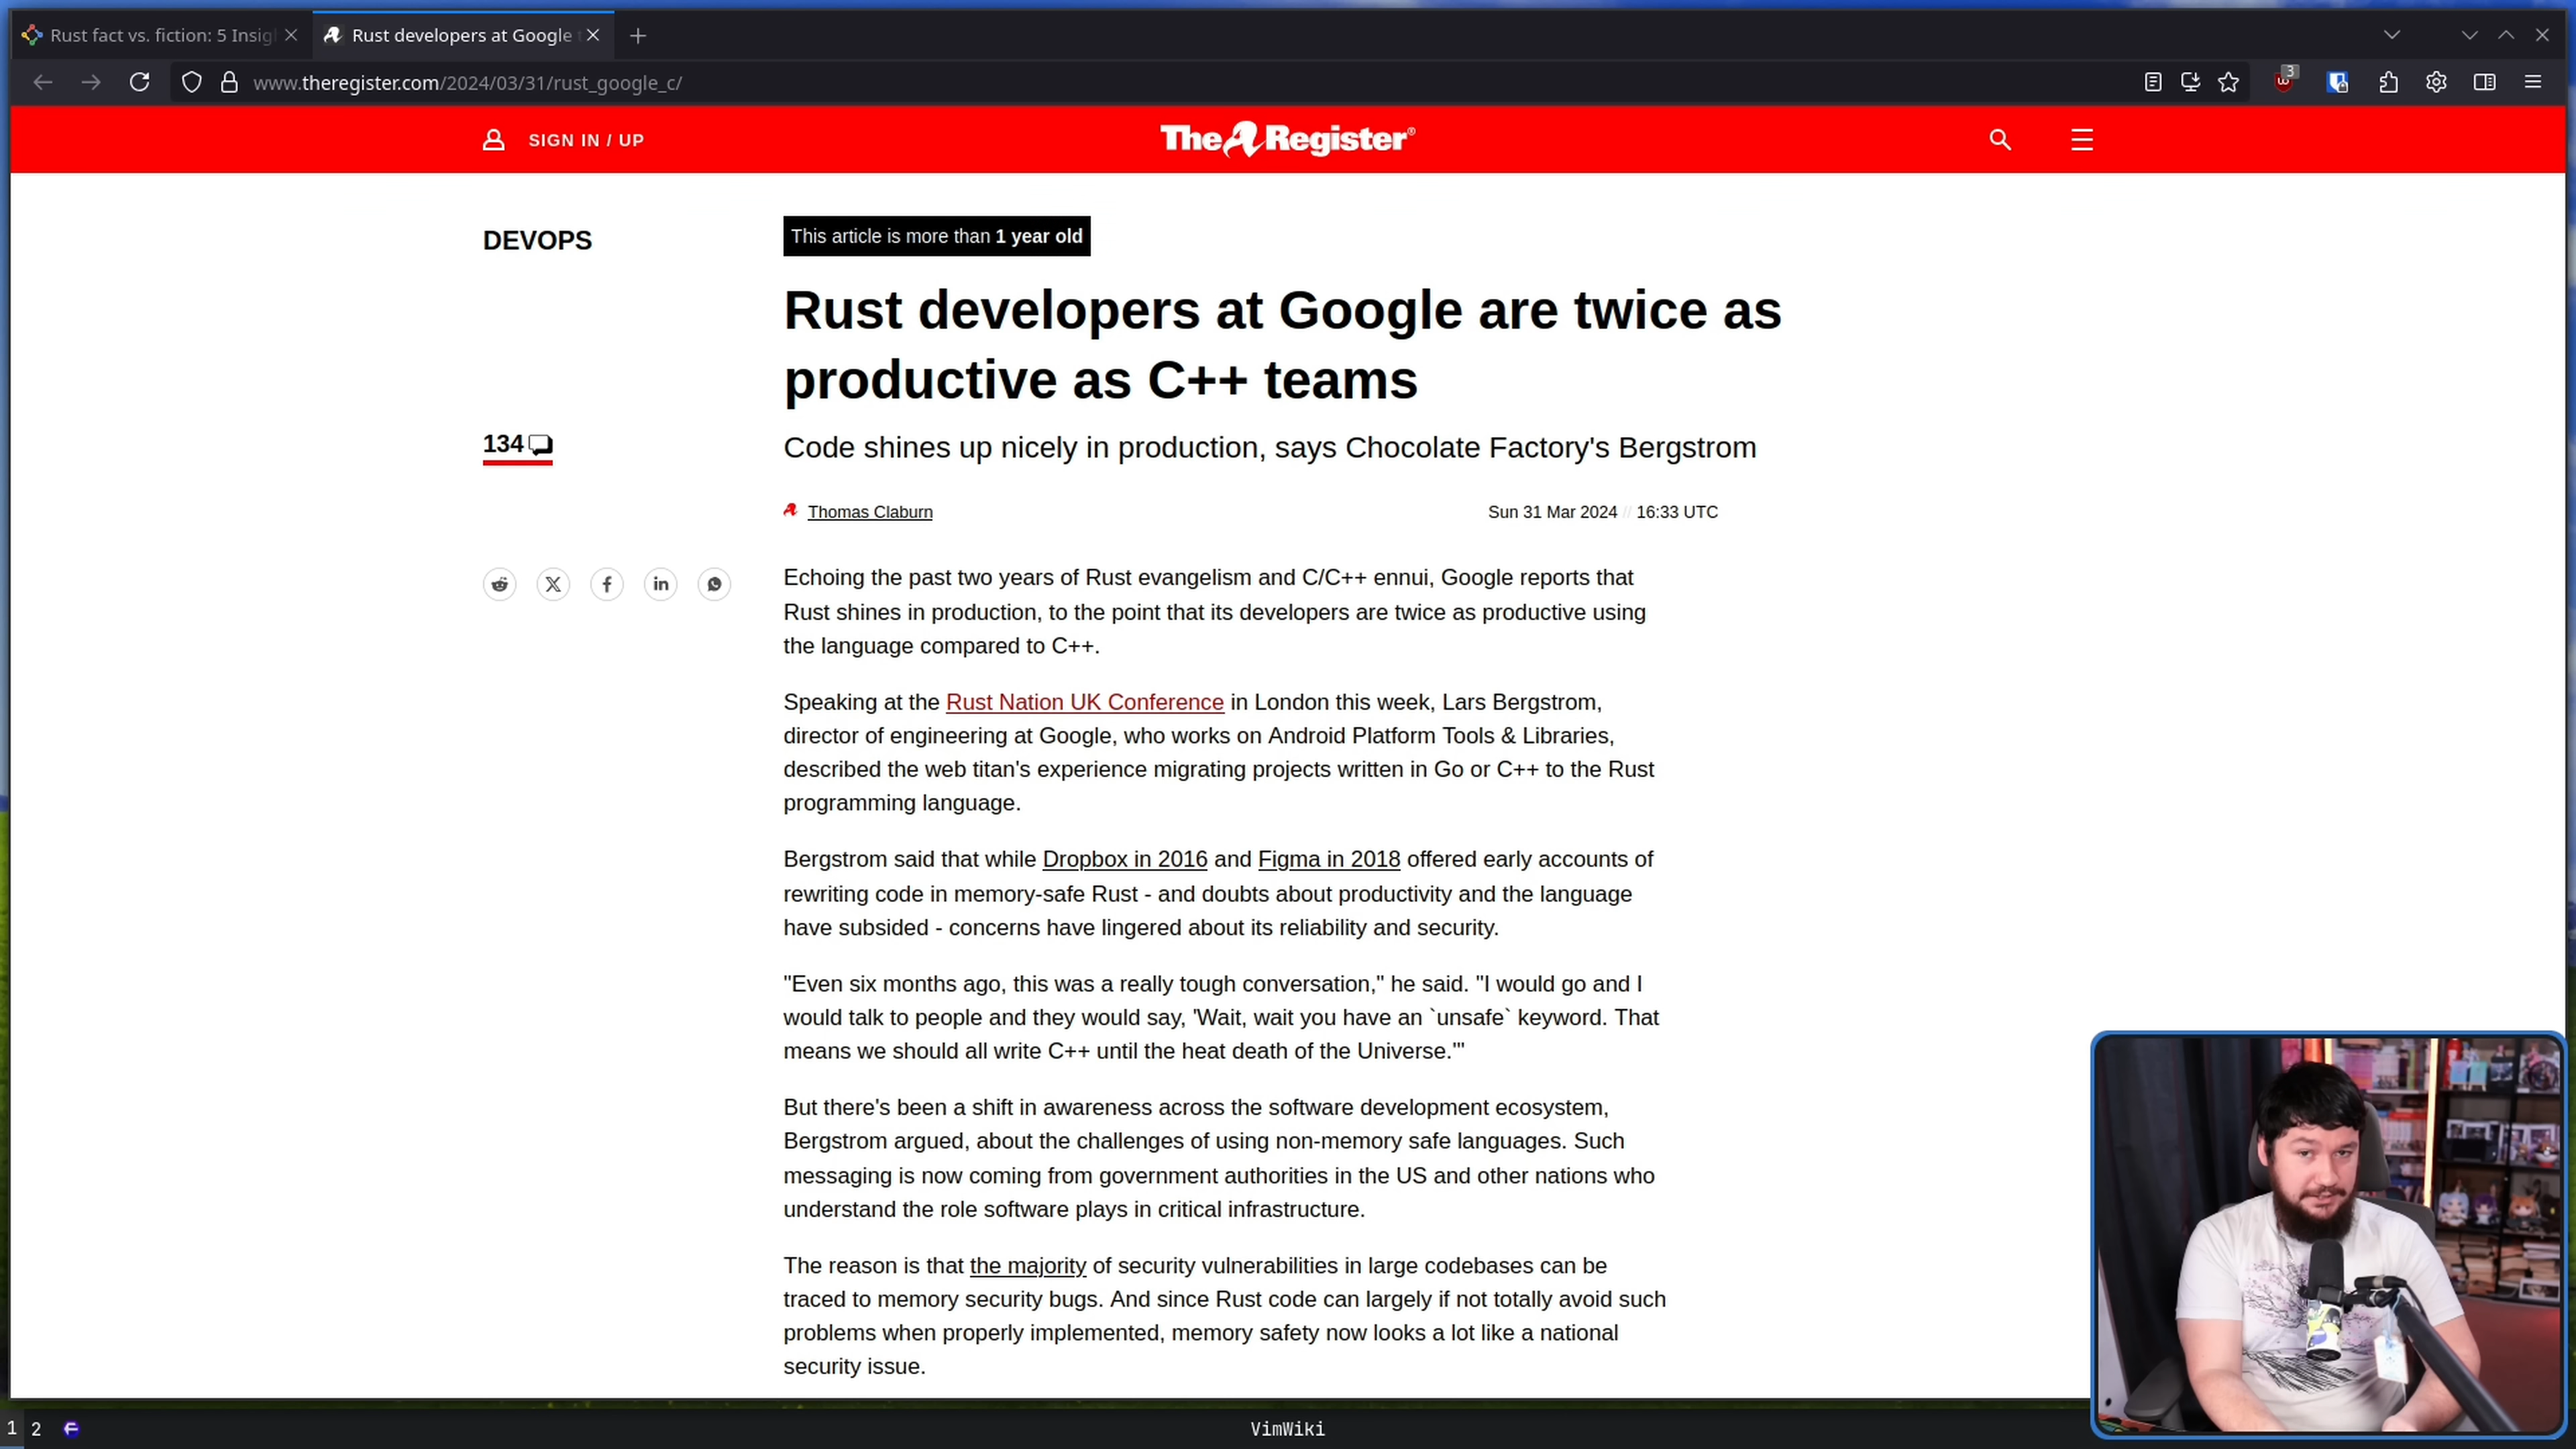 Rust fact vs. fiction: 5 Insig
Rust developers at Google t
www.theregister.com/2024/03/31/rust_google_c/
3
SIGN IN / UP
The Register®
DEVOPS
This article is more than 1 year old
Rust developers at Google are twice as
productive as C++ teams
134
Code shines up nicely in production, says Chocolate Factory's Bergstrom
Thomas Claburn
Sun 31 Mar 2024 // 16:33 UTC
Echoing the past two years of Rust evangelism and C/C++ ennui, Google reports that
Rust shines in production, to the point that its developers are twice as productive using
the language compared to C++.
Speaking at the Rust Nation UK Conference in London this week, Lars Bergstrom,
director of engineering at Google, who works on Android Platform Tools & Libraries,
described the web titan's experience migrating projects written in Go or C++ to the Rust
programming language.
Bergstrom said that while Dropbox in 2016 and Figma in 2018 offered early accounts of
rewriting code in memory-safe Rust - and doubts about productivity and the language
have subsided - concerns have lingered about its reliability and security.
"Even six months ago, this was a really tough conversation," he said. "I would go and I
would talk to people and they would say, 'Wait, wait you have an `unsafe` keyword. That
means we should all write C++ until the heat death of the Universe.'"
But there's been a shift in awareness across the software development ecosystem,
Bergstrom argued, about the challenges of using non-memory safe languages. Such
messaging is now coming from government authorities in the US and other nations who
understand the role software plays in critical infrastructure.
The reason is that the majority of security vulnerabilities in large codebases can be
traced to memory security bugs. And since Rust code can largely if not totally avoid such
problems when properly implemented, memory safety now looks a lot like a national
security issue.
1 2
VimWiki